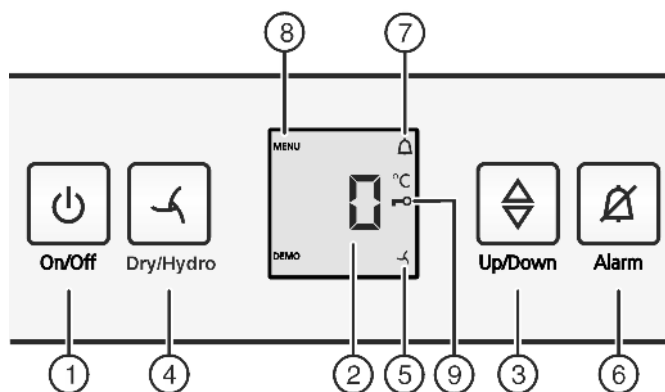 8 7
MENU
0 °C
DEMO
On/Off Dry/Hydro Up/Down Alarm
1 4 2 5 9 3 6